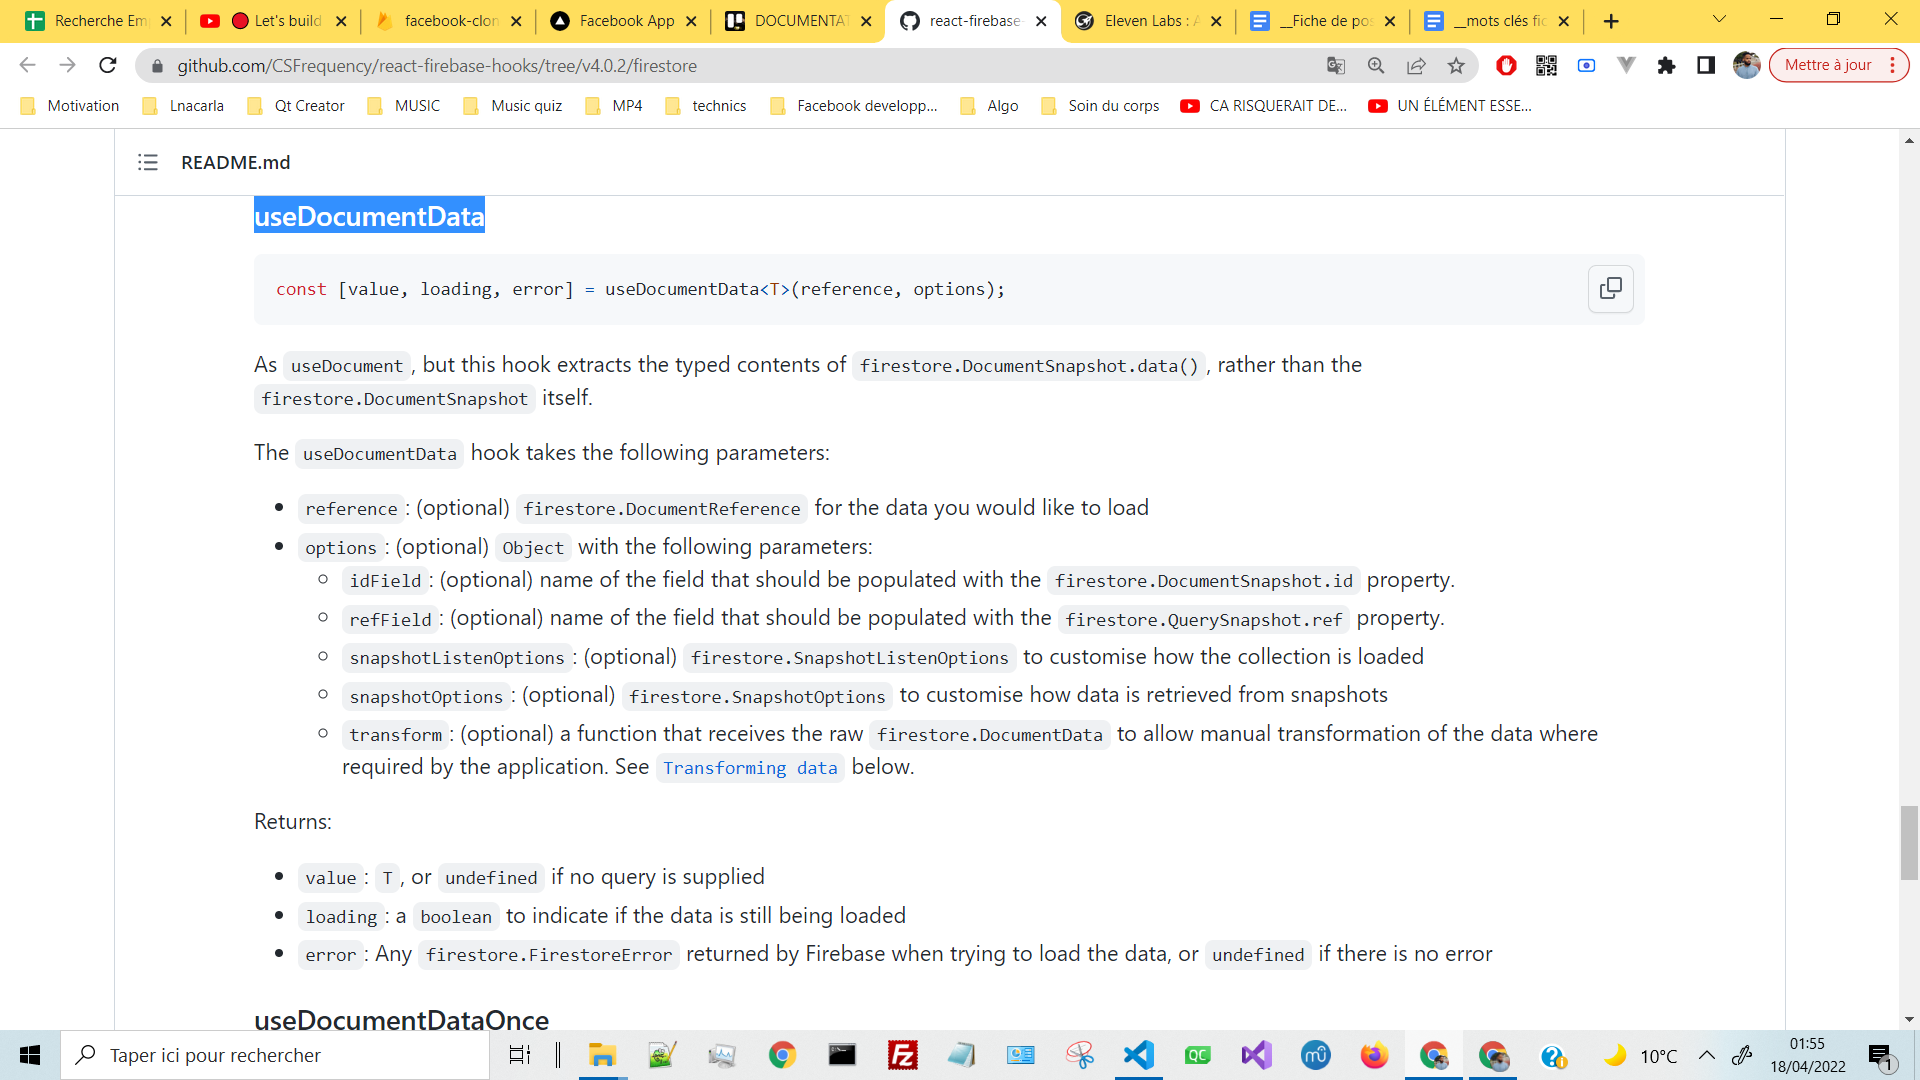 Recherche Em
Let's build
facebook-clon
Facebook App
DOCUMENTAT
react-firebase-
Eleven Labs : A
__Fiche de pos
__mots clés fic
github.com/CSFrequency/react-firebase-hooks/tree/v4.0.2/firestore
Mettre à jour
Motivation
Lnacarla
Qt Creator
MUSIC
Music quiz
MP4
technics
Facebook developp...
Algo
Soin du corps
CA RISQUERAIT DE...
UN ÉLÉMENT ESSE...
README.md
useDocumentData
const [value, loading, error] = useDocumentData<T>(reference, options);
As useDocument, but this hook extracts the typed contents of firestore.DocumentSnapshot.data(), rather than the
firestore.DocumentSnapshot itself.
The useDocumentData hook takes the following parameters:
reference: (optional) firestore.DocumentReference for the data you would like to load
options: (optional) Object with the following parameters:
idField: (optional) name of the field that should be populated with the firestore.DocumentSnapshot.id property.
refField: (optional) name of the field that should be populated with the firestore.QuerySnapshot.ref property.
snapshotListenOptions: (optional) firestore.SnapshotListenOptions to customise how the collection is loaded
snapshotOptions: (optional) firestore.SnapshotOptions to customise how data is retrieved from snapshots
transform: (optional) a function that receives the raw firestore.DocumentData to allow manual transformation of the data where
required by the application. See Transforming data below.
Returns:
value: T, or undefined if no query is supplied
loading: a boolean to indicate if the data is still being loaded
error: Any firestore.FirestoreError returned by Firebase when trying to load the data, or undefined if there is no error
useDocumentDataOnce
Taper ici pour rechercher
10°C
01:55
18/04/2022
1